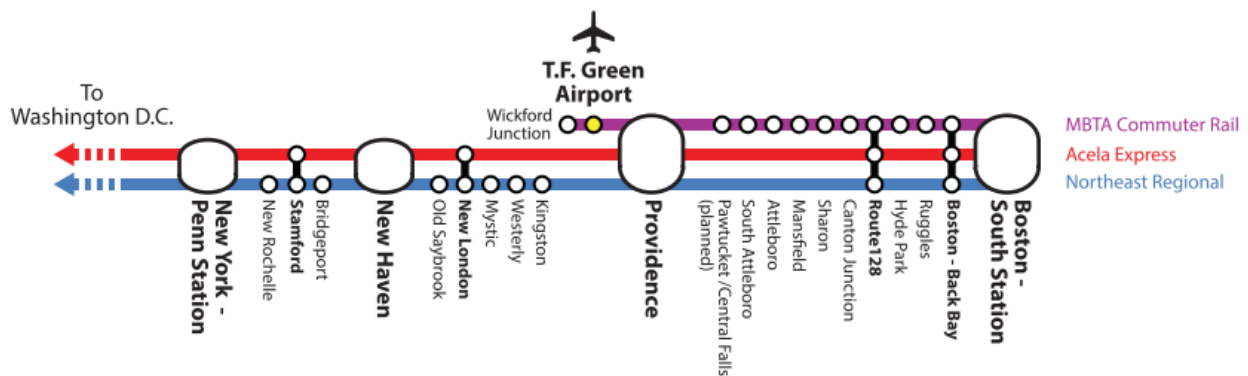 To
Washington D.C.
T.F. Green
Airport
Wickford
Junction
MBTA Commuter Rail
Acela Express
Northeast Regional
New York -
Penn Station
New Rochelle
Stamford
Bridgeport
New Haven
Old Saybrook
New London
Mystic
Westerly
Kingston
Providence
Pawtucket /Central Falls
(planned)
South Attleboro
Attleboro
Mansfield
Sharon
Canton Junction
Route128
Hyde Park
Ruggles
Boston - Back Bay
Boston -
South Station